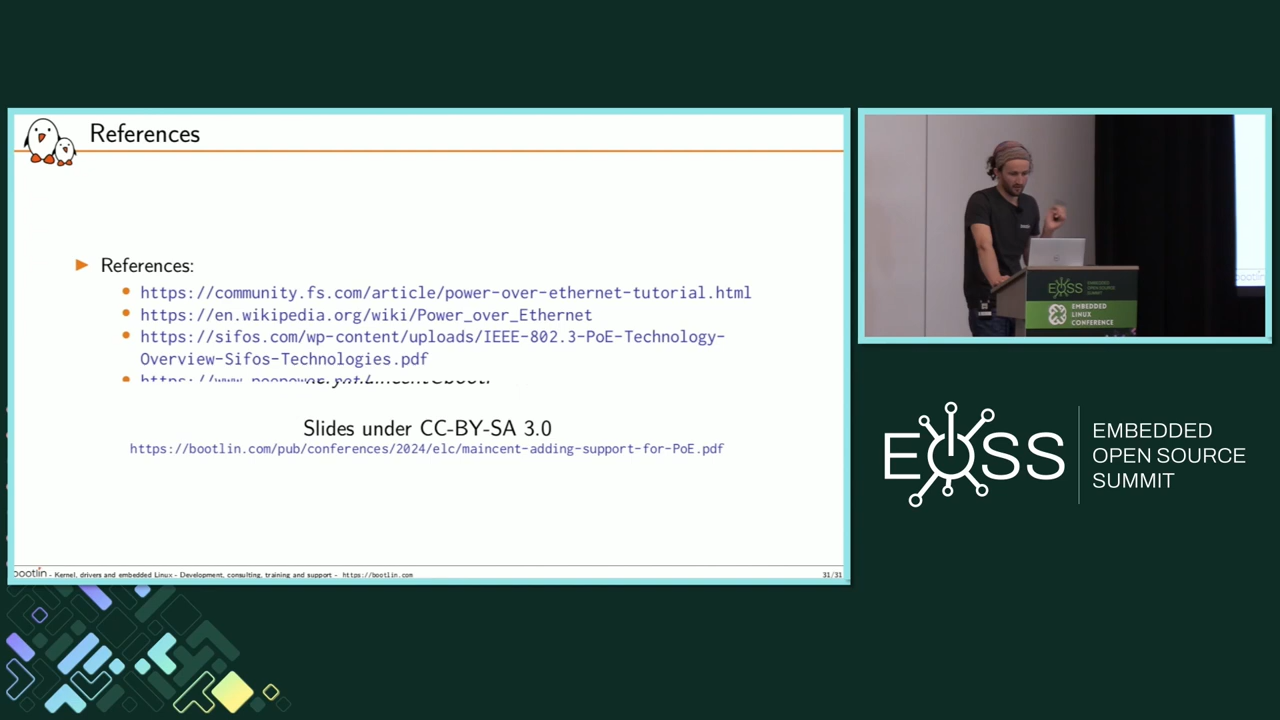 References
References:
https://community.fs.com/article/power-over-ethernet-tutorial.html
https://en.wikipedia.org/wiki/Power_over_Ethernet
https://sifos.com/wp-content/uploads/IEEE-802.3-PoE-Technology-
Overview-Sifos-Technologies.pdf
Slides under CC-BY-SA 3.0
https://bootlin.com/pub/conferences/2024/elc/maincent-adding-support-for-PoE.pdf
bootlin - Kernel, drivers and embedded Linux - Development, consulting, training and support - https://bootlin.com
31/31
EOSS
EMBEDDED
OPEN SOURCE
SUMMIT
EMBEDDED
LINUX
CONFERENCE
EOSS
EMBEDDED
OPEN SOURCE
SUMMIT